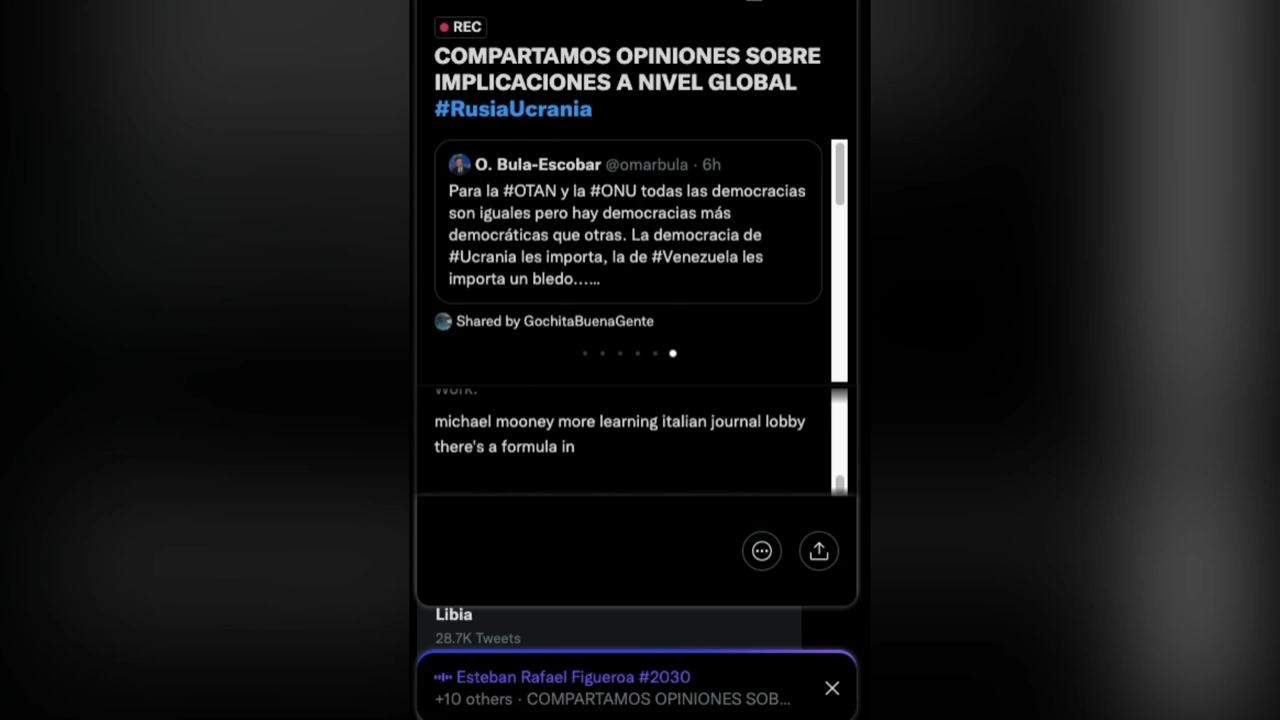 REC
COMPARTAMOS OPINIONES SOBRE
IMPLICACIONES A NIVEL GLOBAL
#RusiaUcrania
O. Bula-Escobar @omarbula · 6h
Para la #OTAN y la #ONU todas las democracias
son iguales pero hay democracias más
democráticas que otras. La democracia de
#Ucrania les importa, la de #Venezuela les
importa un bledo......
Shared by GochitaBuenaGente
work.
michael mooney more learning italian journal lobby
there's a formula in
Libia
28.7K Tweets
Esteban Rafael Figueroa #2030
+10 others · COMPARTAMOS OPINIONES SOB...